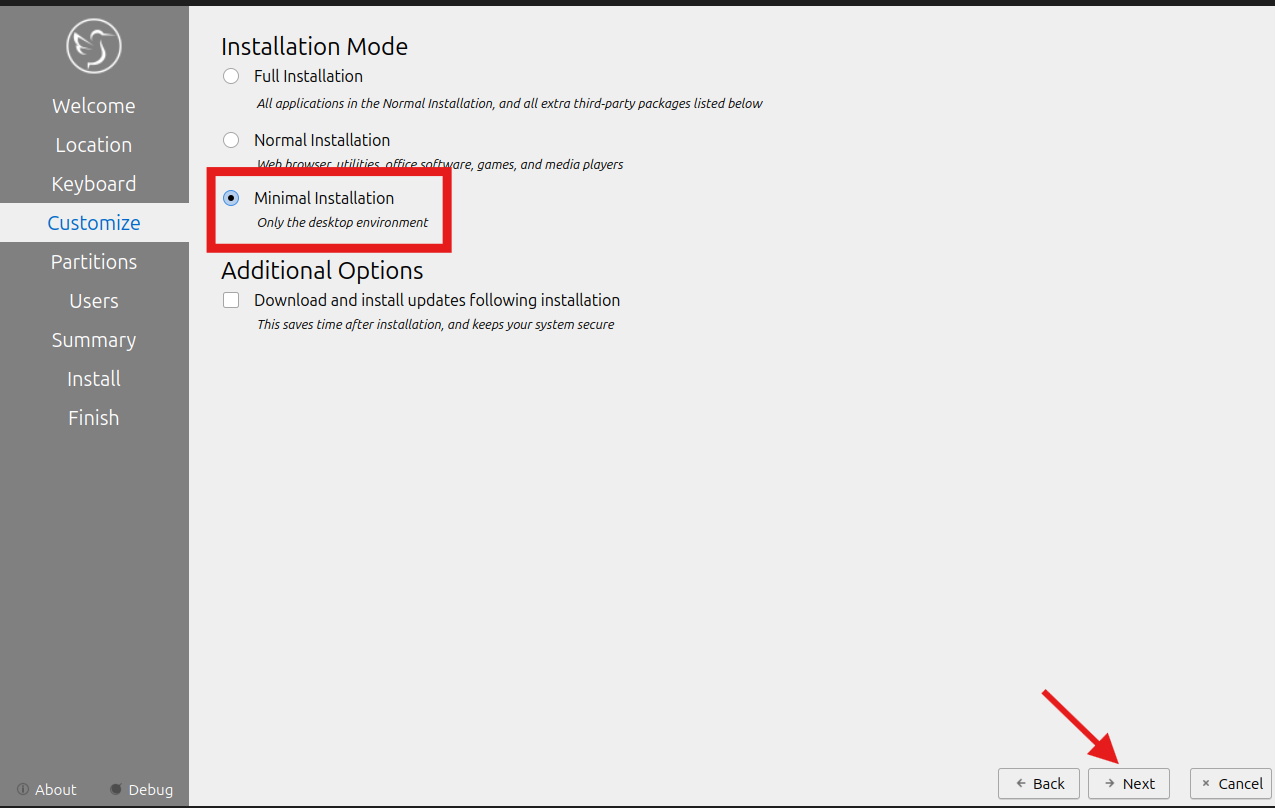 Welcome
Location
Keyboard
Customize
Partitions
Users
Summary
Install
Finish
About
Debug
Installation Mode
Full Installation
All applications in the Normal Installation, and all extra third-party packages listed below
Normal Installation
Web browser, utilities, office software, games, and media players
Minimal Installation
Only the desktop environment
Additional Options
Download and install updates following installation
This saves time after installation, and keeps your system secure
Back
Next
Cancel